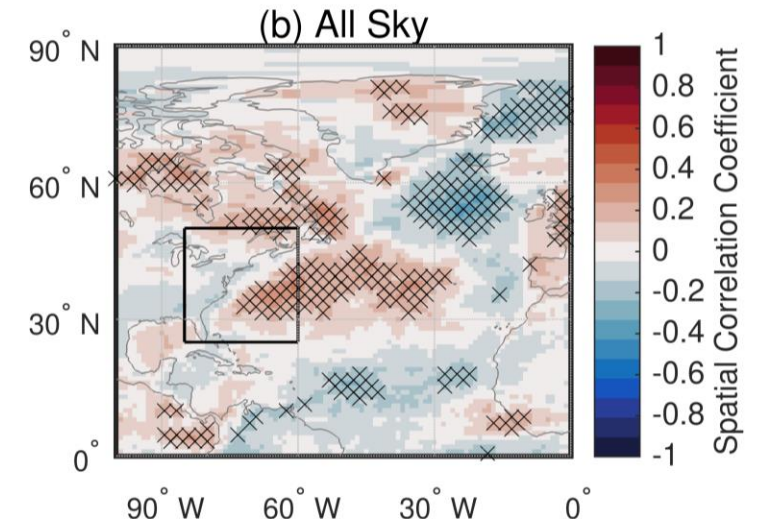 (b) All Sky
90° N
60° N
30° N
0°
90° W
60° W
30° W
0°
1
0.8
0.6
0.4
0.2
0
-0.2
-0.4
-0.6
-0.8
-1
Spatial Correlation Coefficient